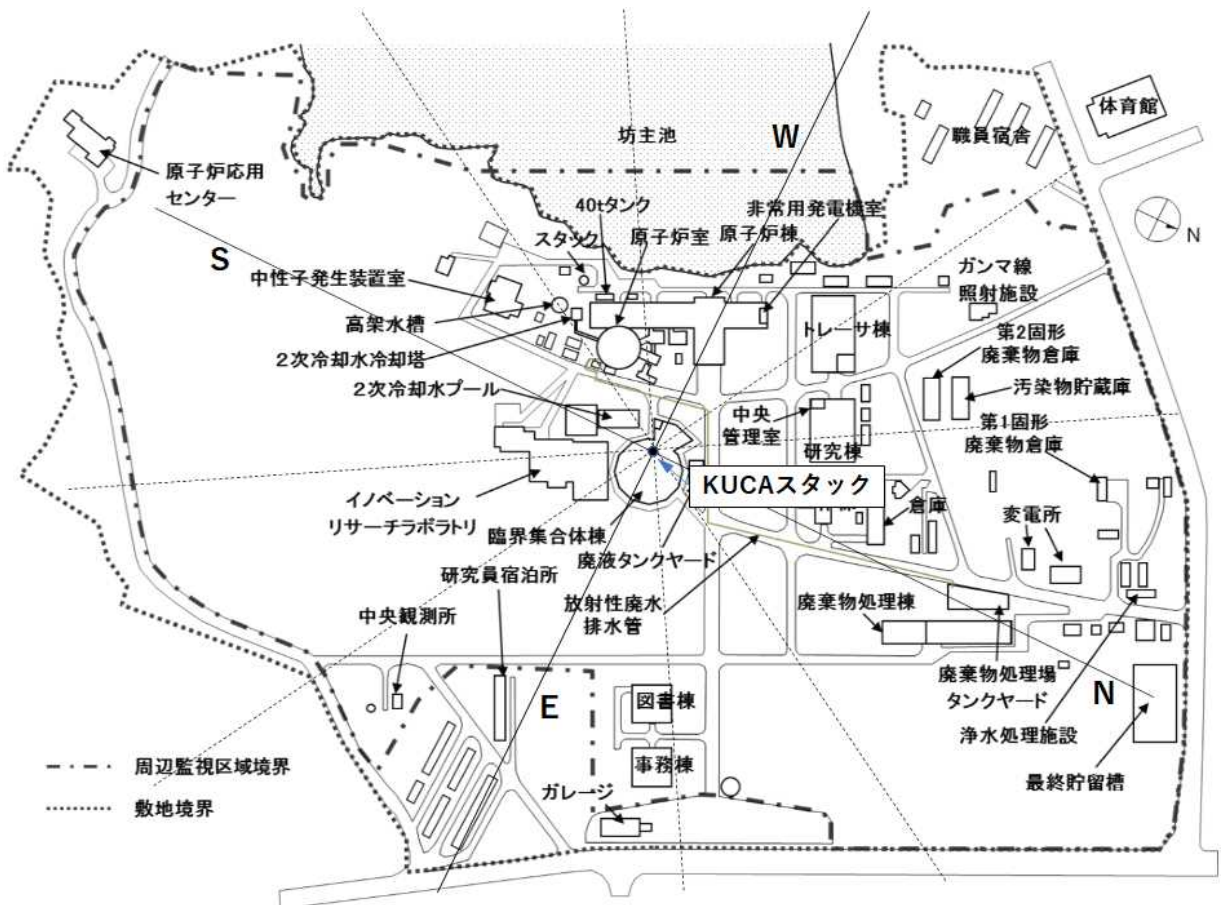 体育館
坊主池
W
職員宿舎
原子炉応用
センター
40tタンク
非常用発電機室
スタック
原子炉室
原子炉棟
N
S
中性子発生装置室
ガンマ線
照射施設
高架水槽
トレーサ棟
第2固形
廃棄物倉庫
2次冷却水冷却塔
汚染物貯蔵庫
2次冷却水プール
中央
管理室
第1固形
廃棄物倉庫
研究棟
KUCAスタック
イノベーション
リサーチラボラトリ
倉庫
変電所
臨界集合体棟
廃液タンクヤード
研究員宿泊所
放射性廃水
排水管
廃棄物処理棟
中央観測所
廃棄物処理場
タンクヤード
N
E
図書棟
浄水処理施設
周辺監視区域境界
事務棟
最終貯留槽
ガレージ
敷地境界